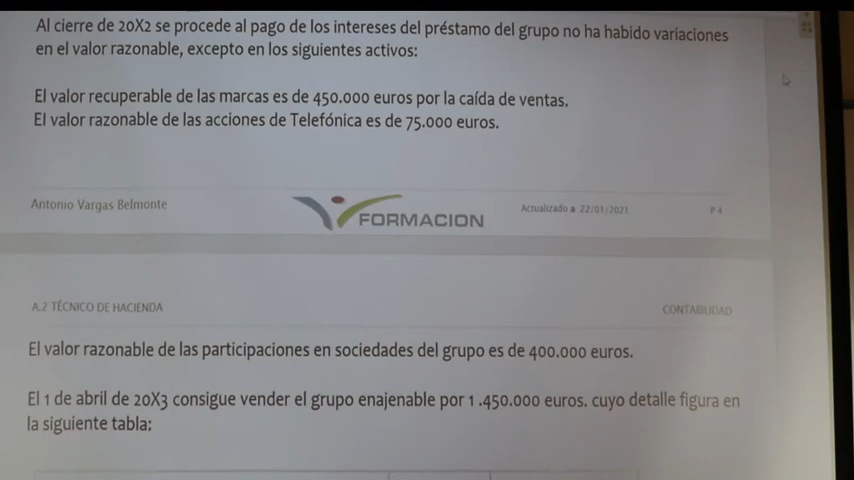 Al cierre de 20X2 se procede al pago de los intereses del préstamo del grupo no ha habido variaciones
en el valor razonable, excepto en los siguientes activos:
El valor recuperable de las marcas es de 450.000 euros por la caída de ventas.
El valor razonable de las acciones de Telefónica es de 75.000 euros.
Antonio Vargas Belmonte
FORMACION
Actualizado a 22/01/2021
P 4
A.2 TÉCNICO DE HACIENDA
CONTABILIDAD
El valor razonable de las participaciones en sociedades del grupo es de 400.000 euros.
El 1 de abril de 20X3 consigue vender el grupo enajenable por 1 .450.000 euros. cuyo detalle figura en
la siguiente tabla: